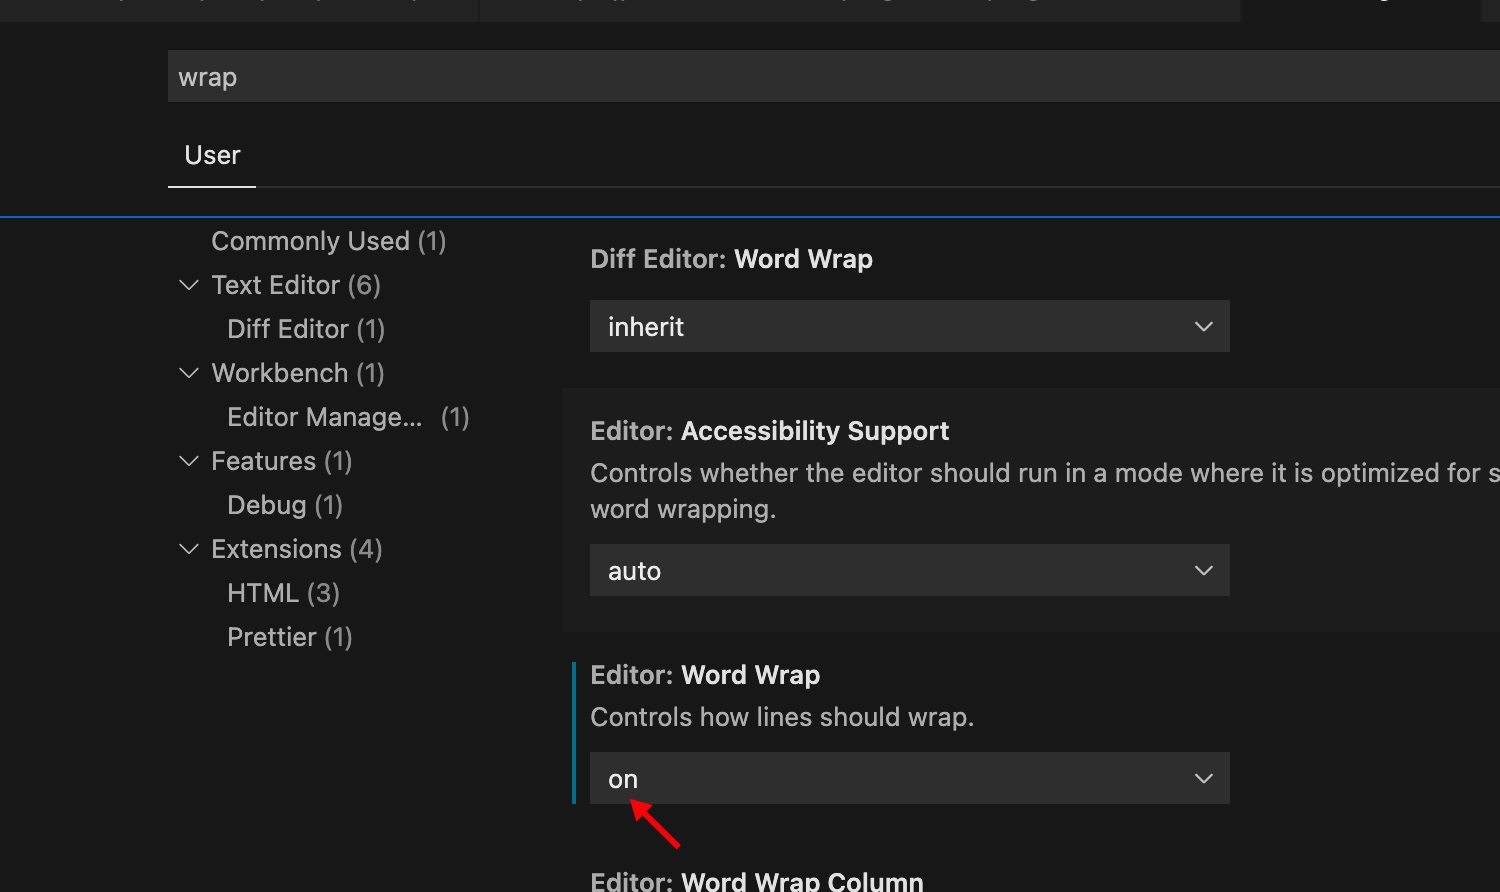 wrap
User
Commonly Used (1)
Text Editor (6)
Diff Editor (1)
Workbench (1)
Editor Manage... (1)
Features (1)
Debug (1)
Extensions (4)
HTML (3)
Prettier (1)
Diff Editor: Word Wrap
inherit
Editor: Accessibility Support
Controls whether the editor should run in a mode where it is optimized for
word wrapping.
auto
Editor: Word Wrap
Controls how lines should wrap.
on
Editor: Word Wrap Column